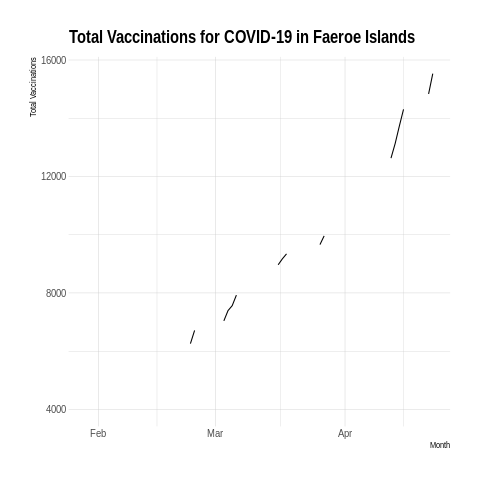 Total Vaccinations for COVID-19 in Faeroe Islands
Total Vaccinations
16000
12000
8000
4000
Feb Mar Apr
Month